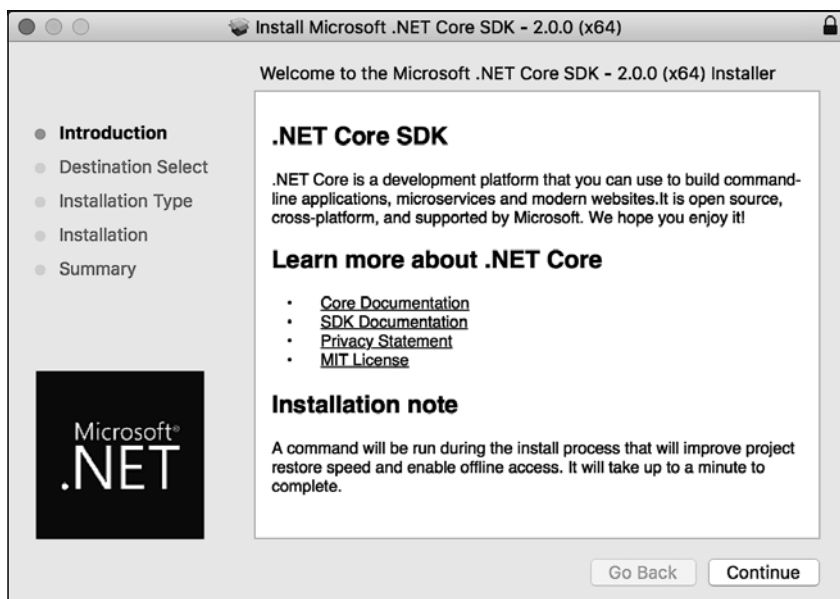 Install Microsoft .NET Core SDK - 2.0.0 (x64)
Welcome to the Microsoft .NET Core SDK - 2.0.0 (x64) Installer
Introduction
Destination Select
Installation Type
Installation
Summary
.NET Core SDK
.NET Core is a development platform that you can use to build command-
line applications, microservices and modern websites.It is open source,
cross-platform, and supported by Microsoft. We hope you enjoy it!
Learn more about .NET Core
• Core Documentation
• SDK Documentation
• Privacy Statement
• MIT License
Installation note
A command will be run during the install process that will improve project
restore speed and enable offline access. It will take up to a minute to
complete.
Microsoft®
.NET
Go Back
Continue